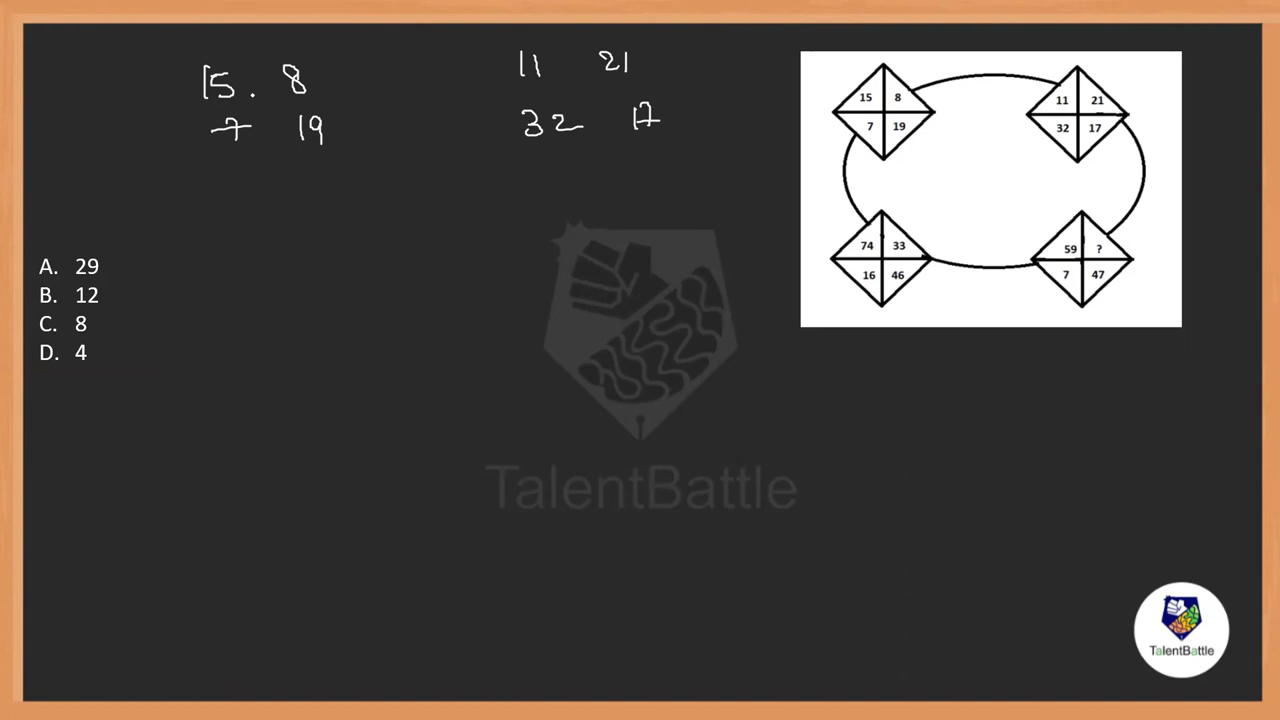 15. 8
7 19
11 21
32 17
15 8
7 19
11 21
32 17
74 33
16 46
59 ?
7 47
A. 29
B. 12
C. 8
D. 4
TalentBattle
TalentBattle